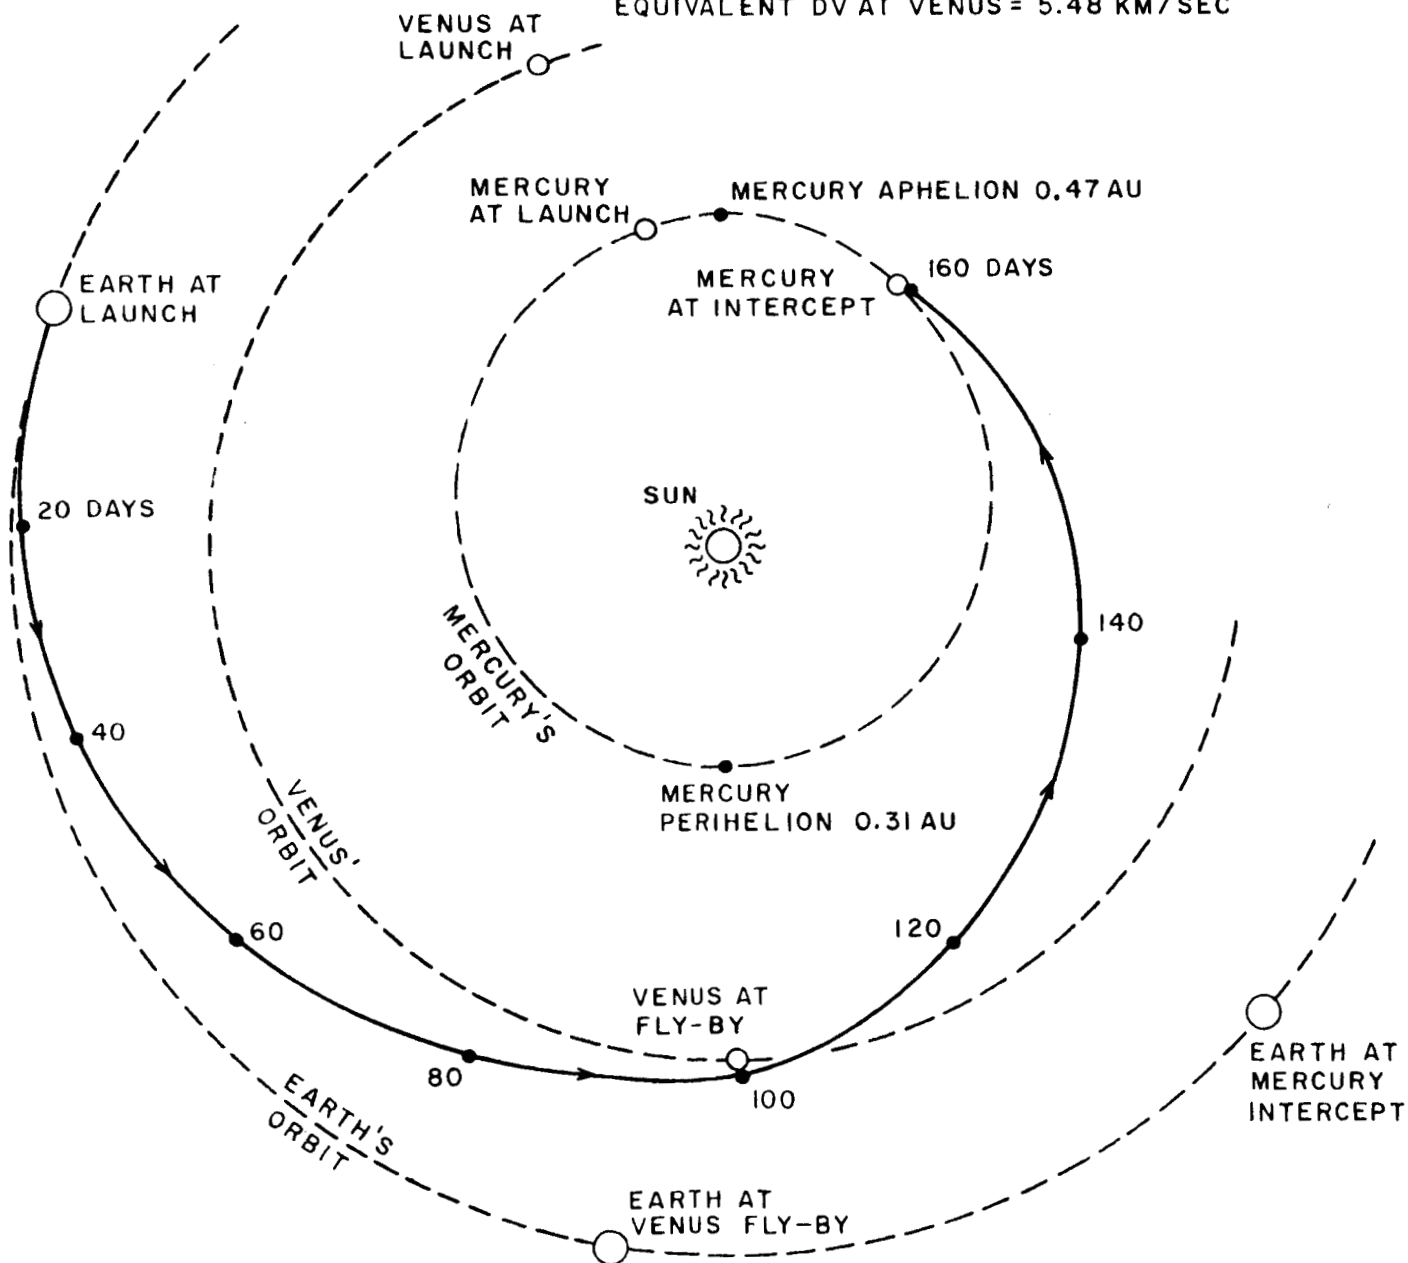 EQUIVALENT DV AT VENUS = 5.48 KM/SEC
VENUS AT
LAUNCH
MERCURY
AT LAUNCH
MERCURY APHELION 0.47 AU
EARTH AT
LAUNCH
MERCURY
AT INTERCEPT
160 DAYS
SUN
20 DAYS
MERCURY'S
ORBIT
140
40
MERCURY
PERIHELION 0.31 AU
VENUS'
ORBIT
60
120
VENUS AT
FLY-BY
80
100
EARTH AT
MERCURY
INTERCEPT
EARTH'S
ORBIT
EARTH AT
VENUS FLY-BY